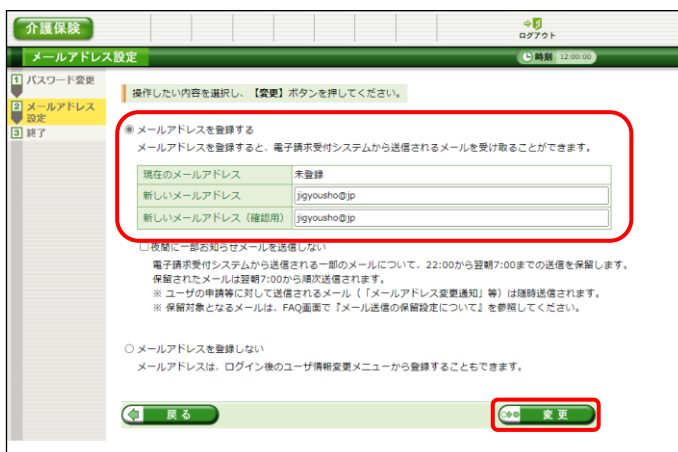 介護保険
ログアウト
メールアドレス設定
時刻 12:00:00
1 パスワード変更
2 メールアドレス
設定
3 終了
操作したい内容を選択し、【変更】ボタンを押してください。
メールアドレスを登録する
メールアドレスを登録すると、電子請求受付システムから送信されるメールを受け取ることができます。
現在のメールアドレス 未登録
新しいメールアドレス jigyousho@jp
新しいメールアドレス（確認用） jigyousho@jp
夜間に一部お知らせメールを送信しない
電子請求受付システムから送信される一部のメールについて、22:00から翌朝7:00までの送信を保留します。
保留されたメールは翌朝7:00から順次送信されます。
※ ユーザの申請等に対して送信されるメール（「メールアドレス変更通知」等）は随時送信されます。
※ 保留対象となるメールは、FAQ画面で『メール送信の保留設定について』を参照してください。
メールアドレスを登録しない
メールアドレスは、ログイン後のユーザ情報変更メニューから登録することもできます。
戻る
変更